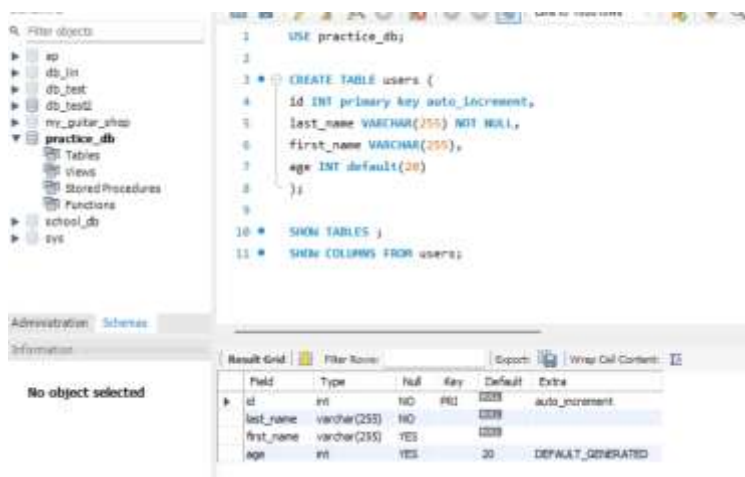 Filter objects
ap
db_lin
db_test
db_test2
my_guitar_shop
practice_db
Tables
Views
Stored Procedures
Functions
school_db
sys
Administration Schemas
Information
No object selected
1 USE practice_db;
2
3 CREATE TABLE users (
4 id INT primary key auto_increment,
5 last_name VARCHAR(255) NOT NULL,
6 first_name VARCHAR(255),
7 age INT default(20)
8 );
9
10 SHOW TABLES ;
11 SHOW COLUMNS FROM users;
Result Grid Filter Rows: Export: Wrap Cell Content:
Field Type Null Key Default Extra
id int NO PRI NULL auto_increment
last_name varchar(255) NO NULL
first_name varchar(255) YES NULL
age int YES 20 DEFAULT_GENERATED